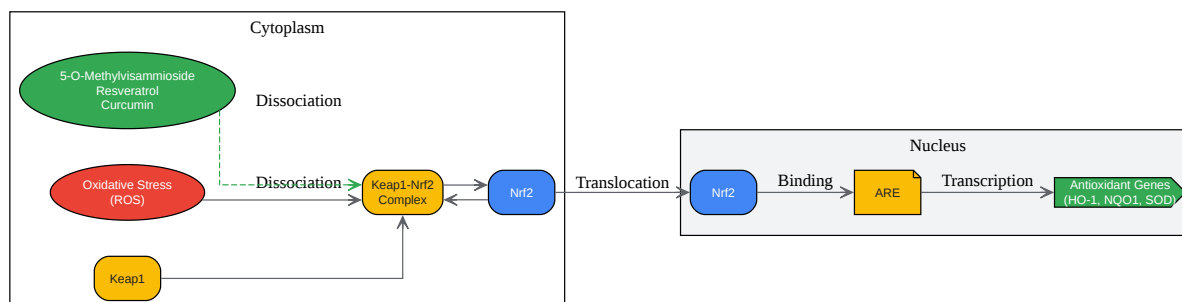 Cytoplasm
5-O-Methylvisammioside
Resveratrol
Curcumin
Dissociation
Oxidative Stress
(ROS)
Dissociation
Keap1-Nrf2
Complex
Nrf2
Keap1
Translocation
Nucleus
Nrf2
Binding
ARE
Transcription
Antioxidant Genes
(HO-1, NQO1, SOD)